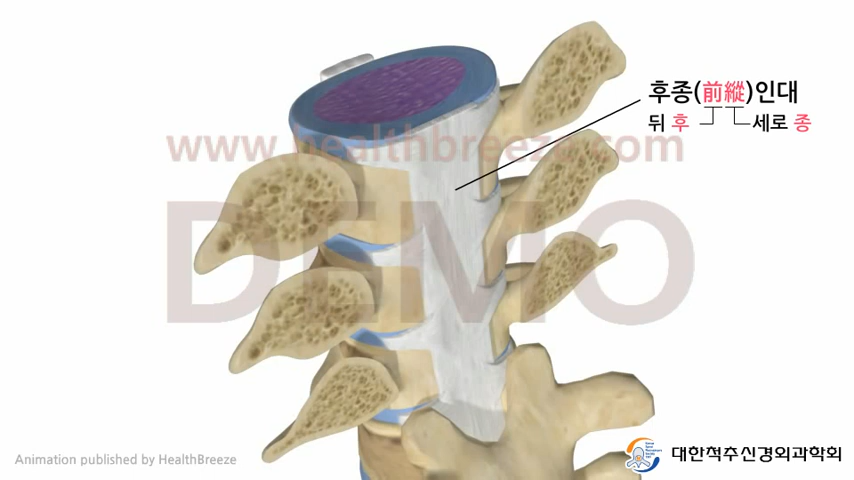 후종(前縱)인대
뒤 후 세로 종
www.healthbreeze.com
DEMO
Animation published by HealthBreeze
대한척추신경외과학회